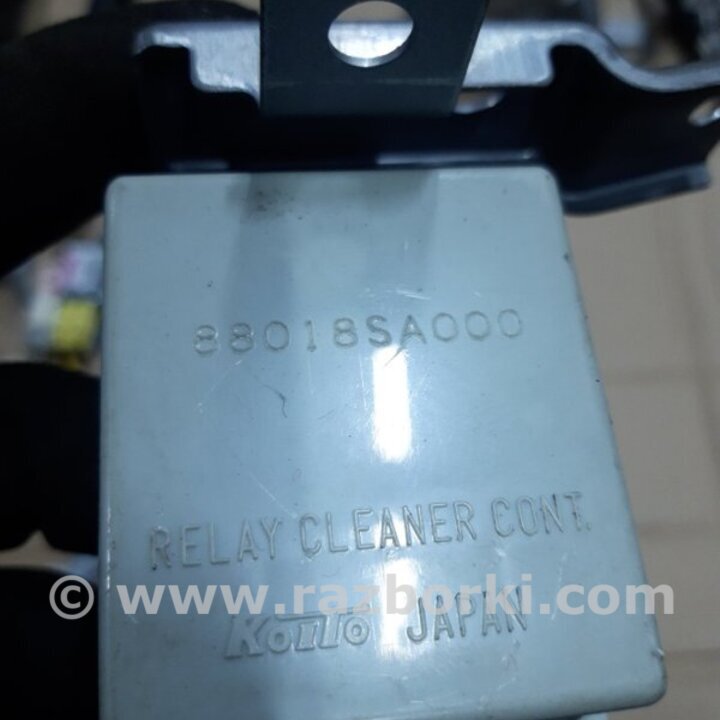 88018SA000
RELAY CLEANER CONT.
© www.razborki.com
Koito JAPAN